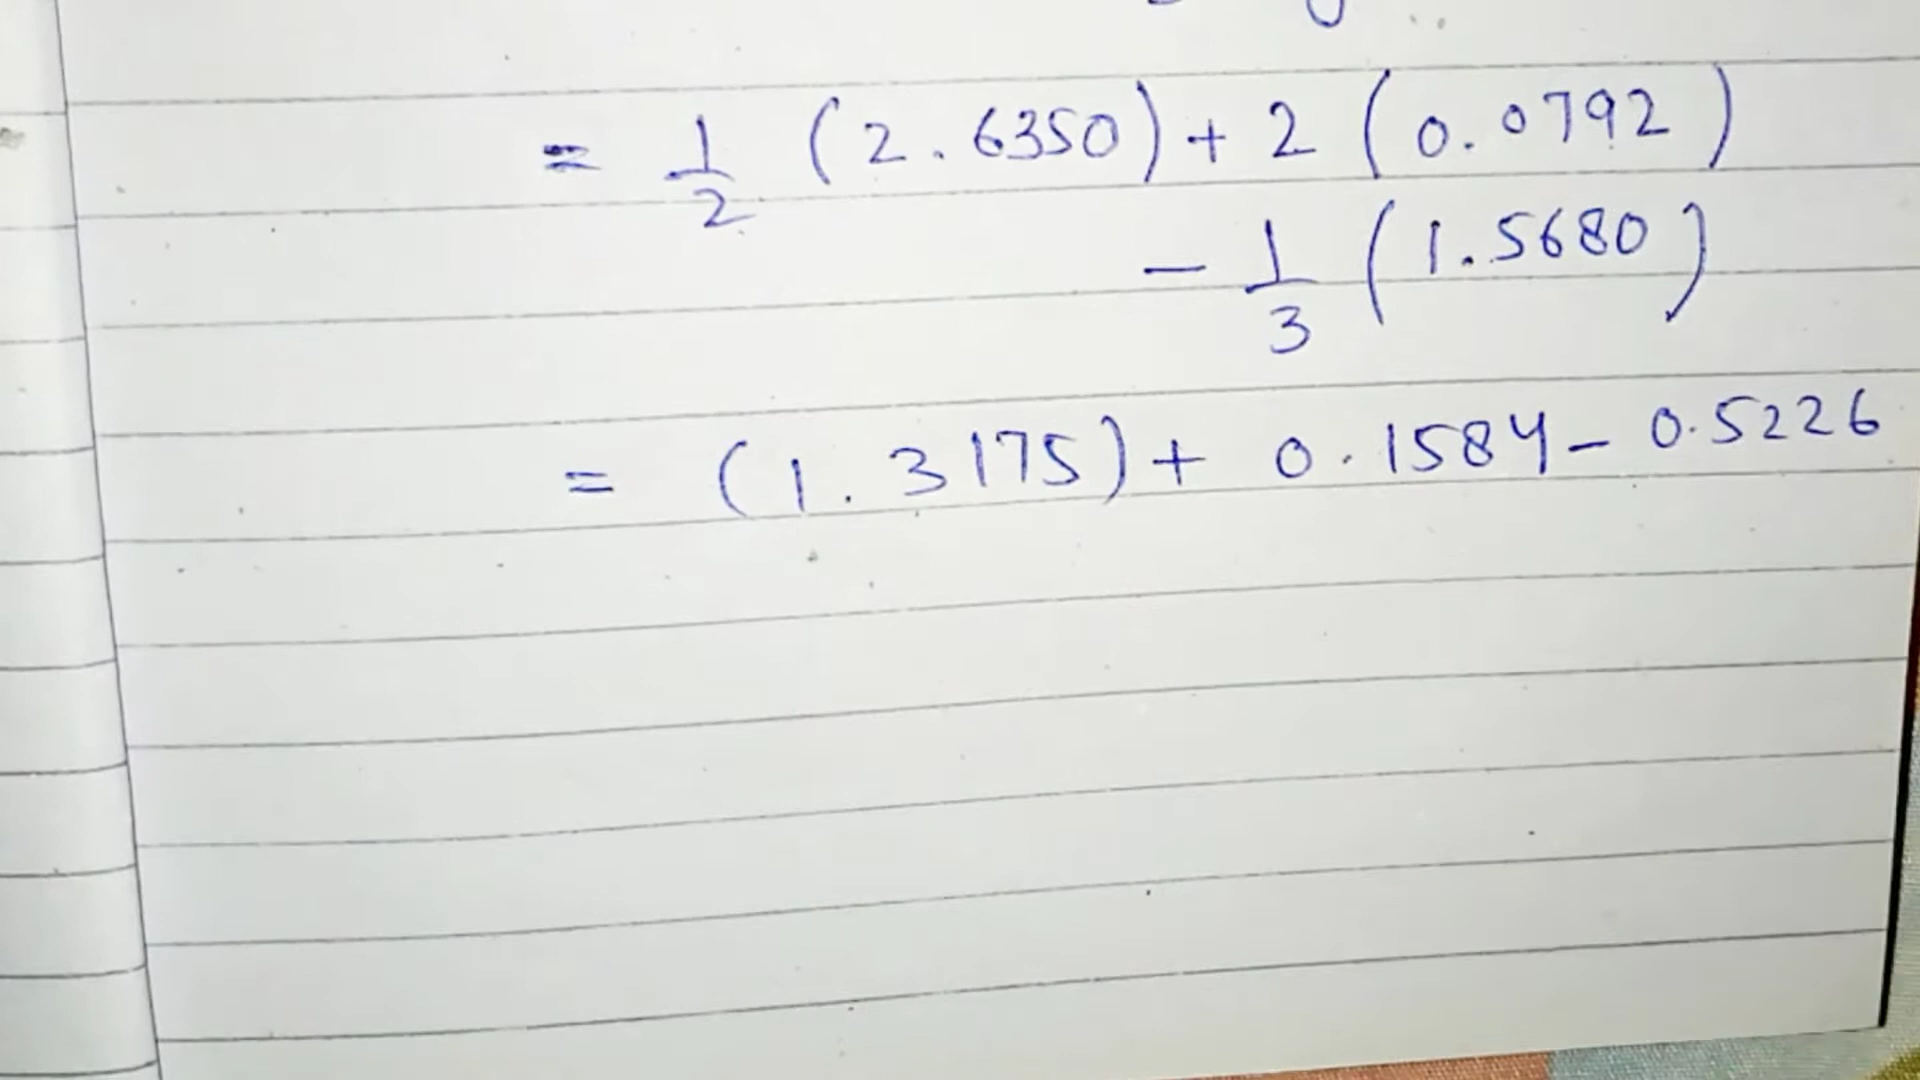 = 1/2 (2.6350) + 2 (0.0792)
- 1/3 (1.5680)
= (1.3175) + 0.1584 - 0.5226